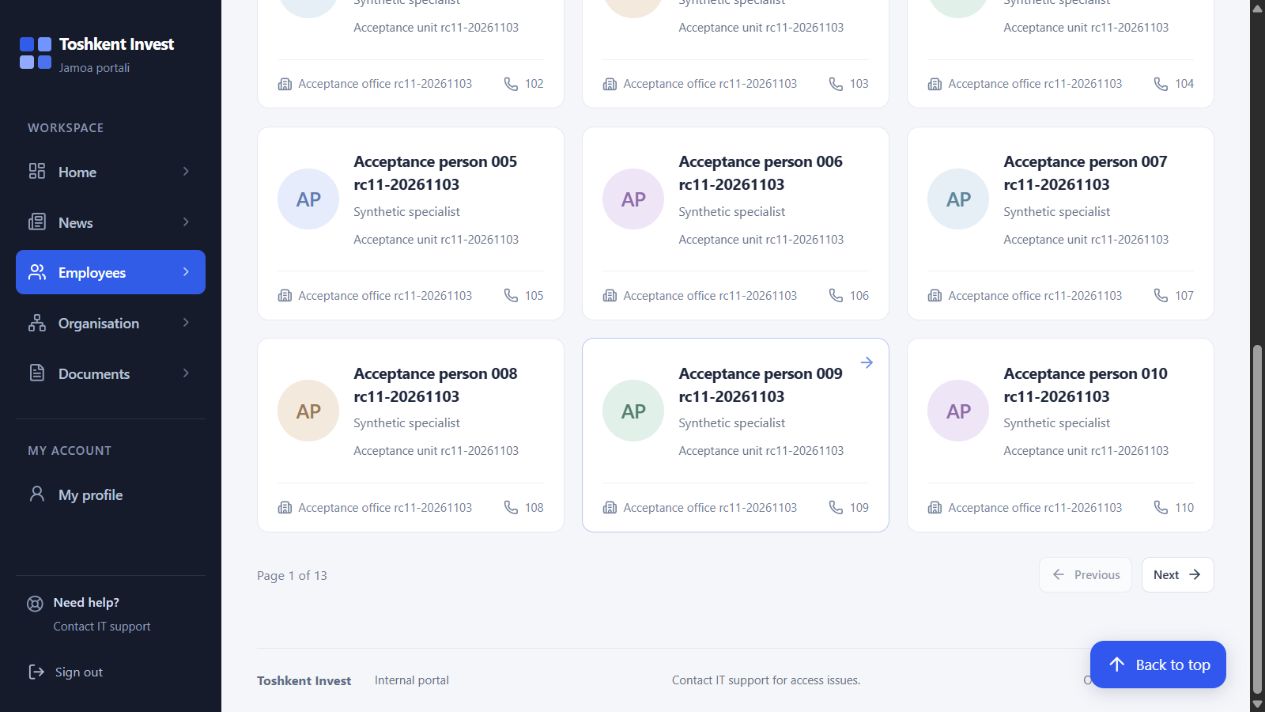 Toshkent Invest
Jamoa portali
WORKSPACE
Home
News
Employees
Organisation
Documents
MY ACCOUNT
My profile
Need help?
Contact IT support
Sign out
Synthetic specialist
Acceptance unit rc11-20261103
Acceptance office rc11-20261103
102
Synthetic specialist
Acceptance unit rc11-20261103
Acceptance office rc11-20261103
103
Synthetic specialist
Acceptance unit rc11-20261103
Acceptance office rc11-20261103
104
AP
Acceptance person 005
rc11-20261103
Synthetic specialist
Acceptance unit rc11-20261103
Acceptance office rc11-20261103
105
AP
Acceptance person 006
rc11-20261103
Synthetic specialist
Acceptance unit rc11-20261103
Acceptance office rc11-20261103
106
AP
Acceptance person 007
rc11-20261103
Synthetic specialist
Acceptance unit rc11-20261103
Acceptance office rc11-20261103
107
AP
Acceptance person 008
rc11-20261103
Synthetic specialist
Acceptance unit rc11-20261103
Acceptance office rc11-20261103
108
AP
Acceptance person 009
rc11-20261103
Synthetic specialist
Acceptance unit rc11-20261103
Acceptance office rc11-20261103
109
AP
Acceptance person 010
rc11-20261103
Synthetic specialist
Acceptance unit rc11-20261103
Acceptance office rc11-20261103
110
Page 1 of 13
Previous
Next
Toshkent Invest
Internal portal
Contact IT support for access issues.
Back to top